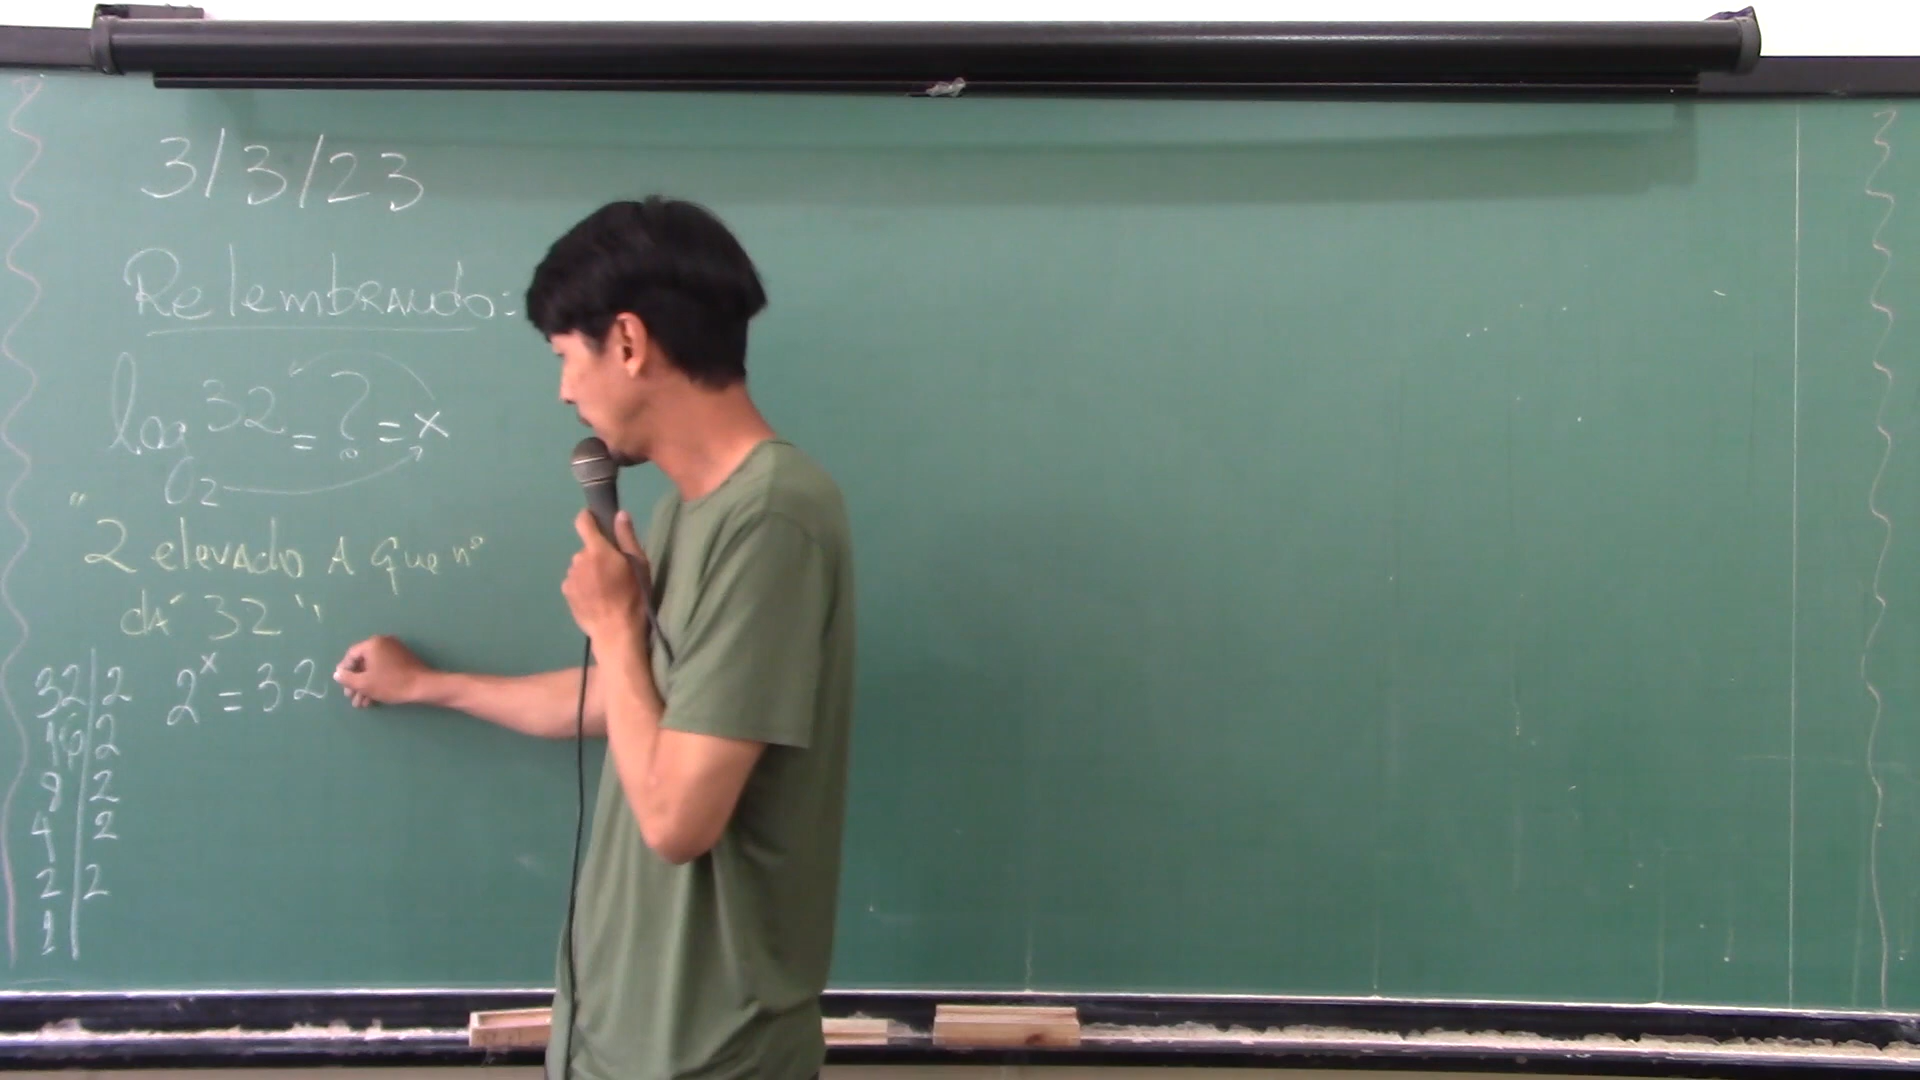 3/3/23
Relembrando:
log₂ 32 = ? = x
"2 elevado a que nº
dá 32"
2ˣ = 32
32 | 2
16 | 2
8 | 2
4 | 2
2 | 2
1 |